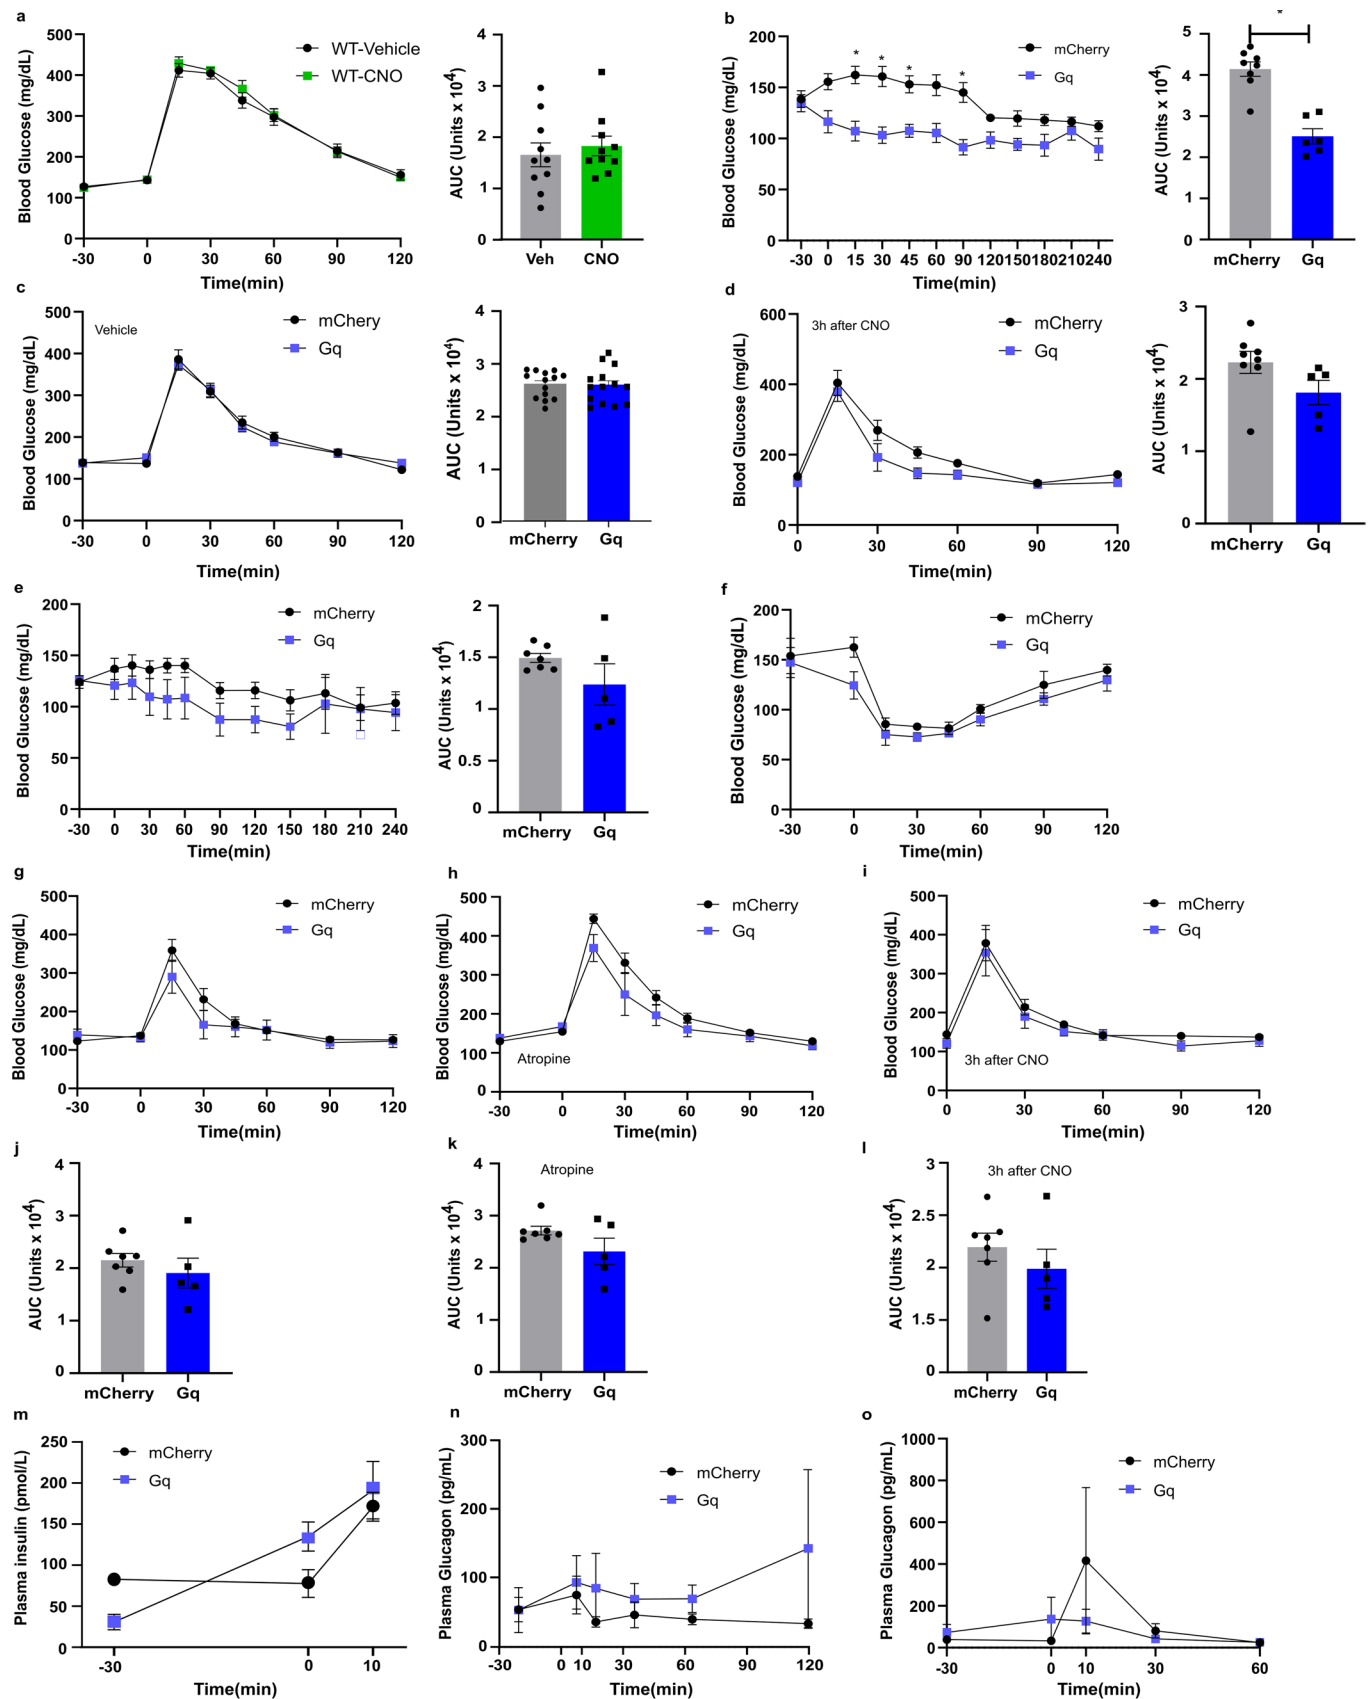 a
Blood Glucose (mg/dL)
500
400
300
200
100
0
-30 0 30 60 90 120
Time(min)
WT-Vehicle
WT-CNO
AUC (Units x 10⁴)
4
3
2
1
0
Veh CNO
b
Blood Glucose (mg/dL)
200
150
100
50
0
* * * *
-30 0 15 30 45 60 90 120 150 180 210 240
Time(min)
mCherry
Gq
AUC (Units x 10⁴)
5
4
3
2
1
0
*
mCherry Gq
c
Blood Glucose (mg/dL)
500
400
300
200
100
0
Vehicle
mChery
Gq
-30 0 30 60 90 120
Time(min)
AUC (Units x 10⁴)
4
3
2
1
0
mCherry Gq
d
Blood Glucose (mg/dL)
600
400
200
0
3h after CNO
mCherry
Gq
0 30 60 90 120
Time(min)
AUC (Units x 10⁴)
3
2
1
0
mCherry Gq
e
Blood Glucose (mg/dL)
200
150
100
50
0
mCherry
Gq
-30 0 30 60 90 120 150 180 210 240
Time(min)
AUC (Units x 10⁴)
2
1.5
1
0.5
0
mCherry Gq
f
Blood Glucose (mg/dL)
200
150
100
50
0
mCherry
Gq
-30 0 30 60 90 120
Time(min)
g
Blood Glucose (mg/dL)
500
400
300
200
100
0
mCherry
Gq
-30 0 30 60 90 120
Time(min)
h
Blood Glucose (mg/dL)
500
400
300
200
100
0
mCherry
Gq
Atropine
-30 0 30 60 90 120
Time(min)
i
Blood Glucose (mg/dL)
500
400
300
200
100
0
mCherry
Gq
3h after CNO
0 30 60 90 120
Time(min)
j
AUC (Units x 10⁴)
4
3
2
1
0
mCherry Gq
k
AUC (Units x 10⁴)
4
3
2
1
0
Atropine
mCherry Gq
l
AUC (Units x 10⁴)
3
2.5
2
1.5
0
3h after CNO
mCherry Gq
m
Plasma insulin (pmol/L)
250
200
150
100
50
0
mCherry
Gq
-30 0 10
Time(min)
n
Plasma Glucagon (pg/mL)
300
200
100
0
mCherry
Gq
-30 0 10 30 60 90 120
Time(min)
o
Plasma Glucagon (pg/mL)
1000
800
600
400
200
0
mCherry
Gq
-30 0 10 30 60
Time(min)